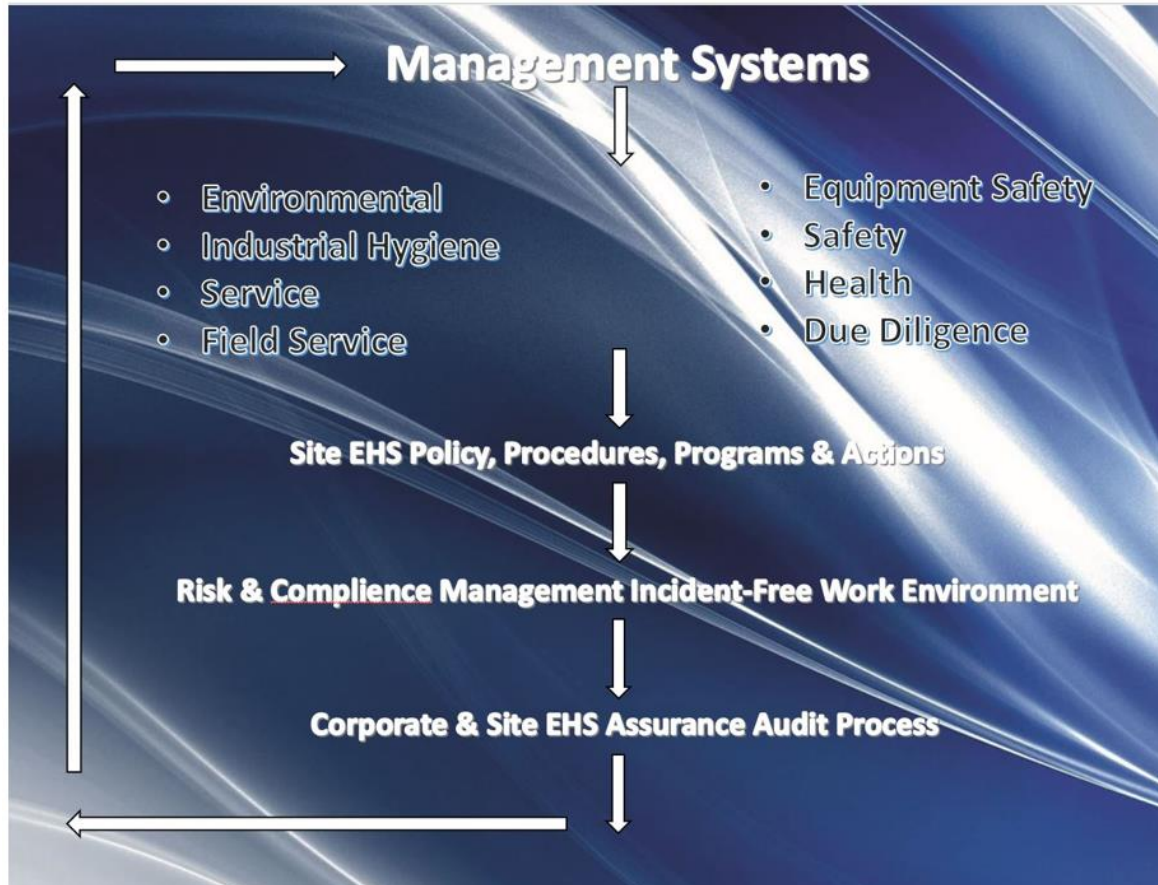 Management Systems
• Environmental
• Industrial Hygiene
• Service
• Field Service
• Equipment Safety
• Safety
• Health
• Due Diligence
Site EHS Policy, Procedures, Programs & Actions
Risk & Complience Management Incident-Free Work Environment
Corporate & Site EHS Assurance Audit Process